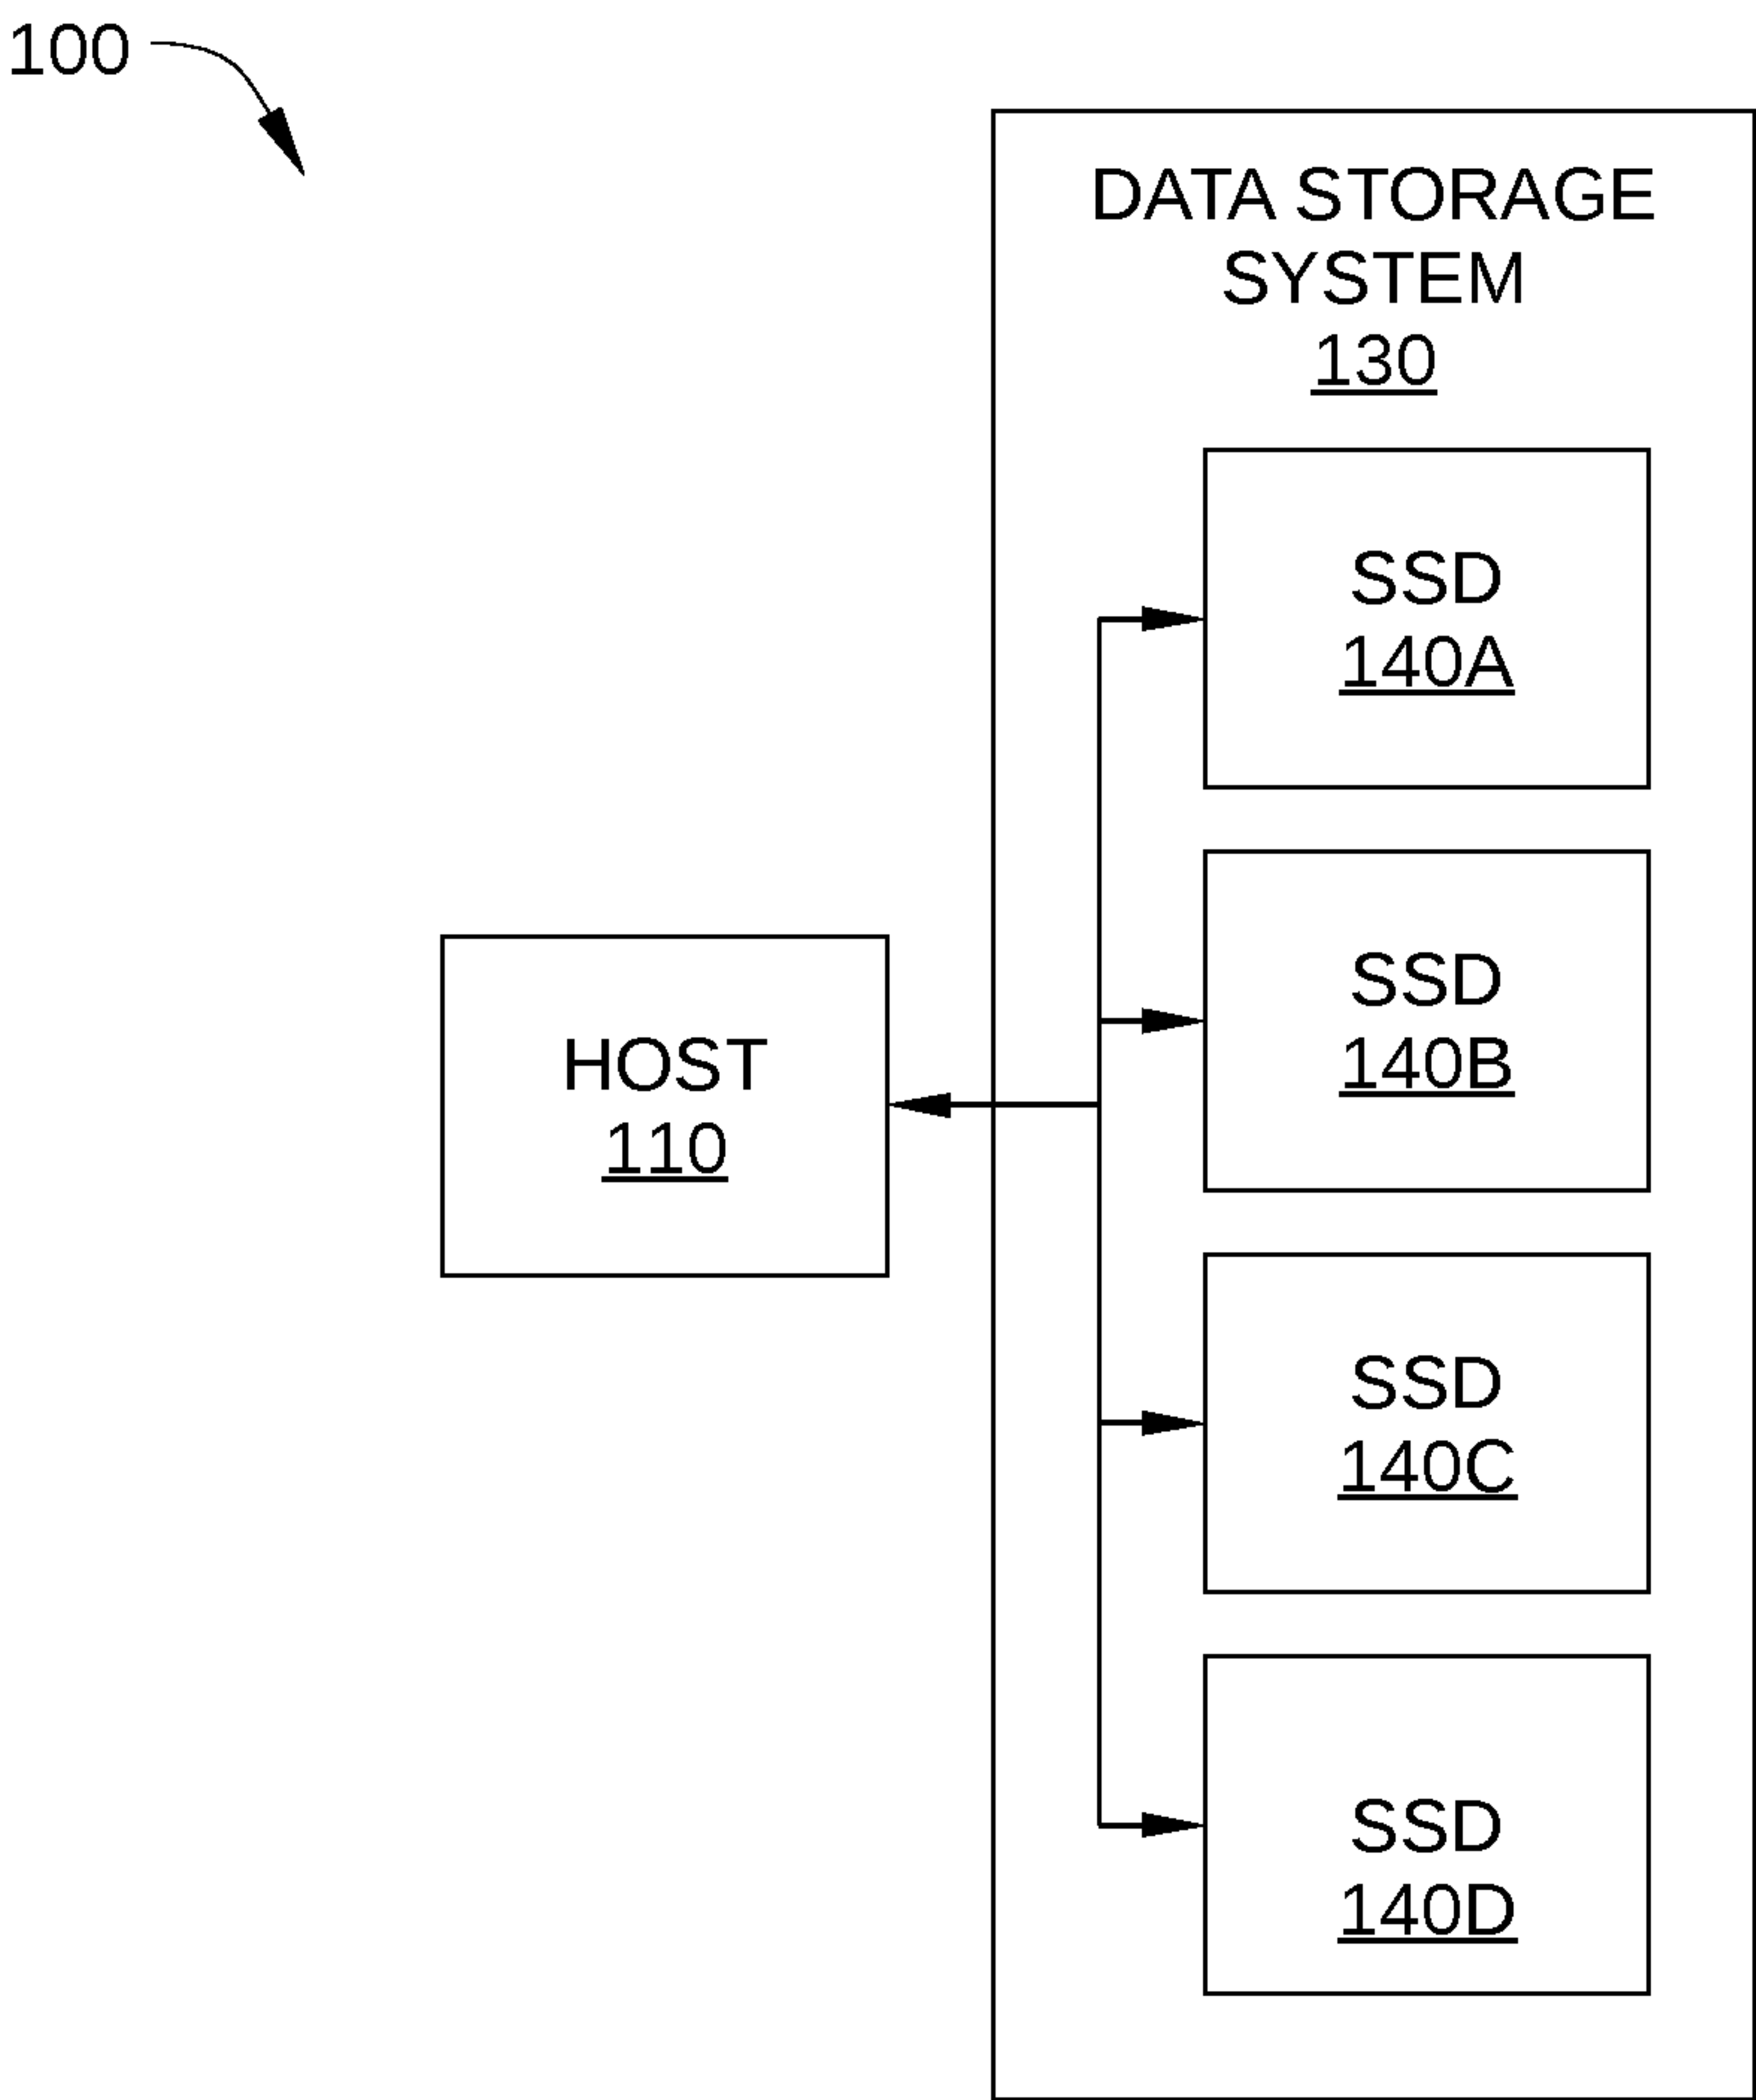 100
DATA STORAGE
SYSTEM
130
SSD
140A
SSD
140B
HOST
110
SSD
140C
SSD
140D